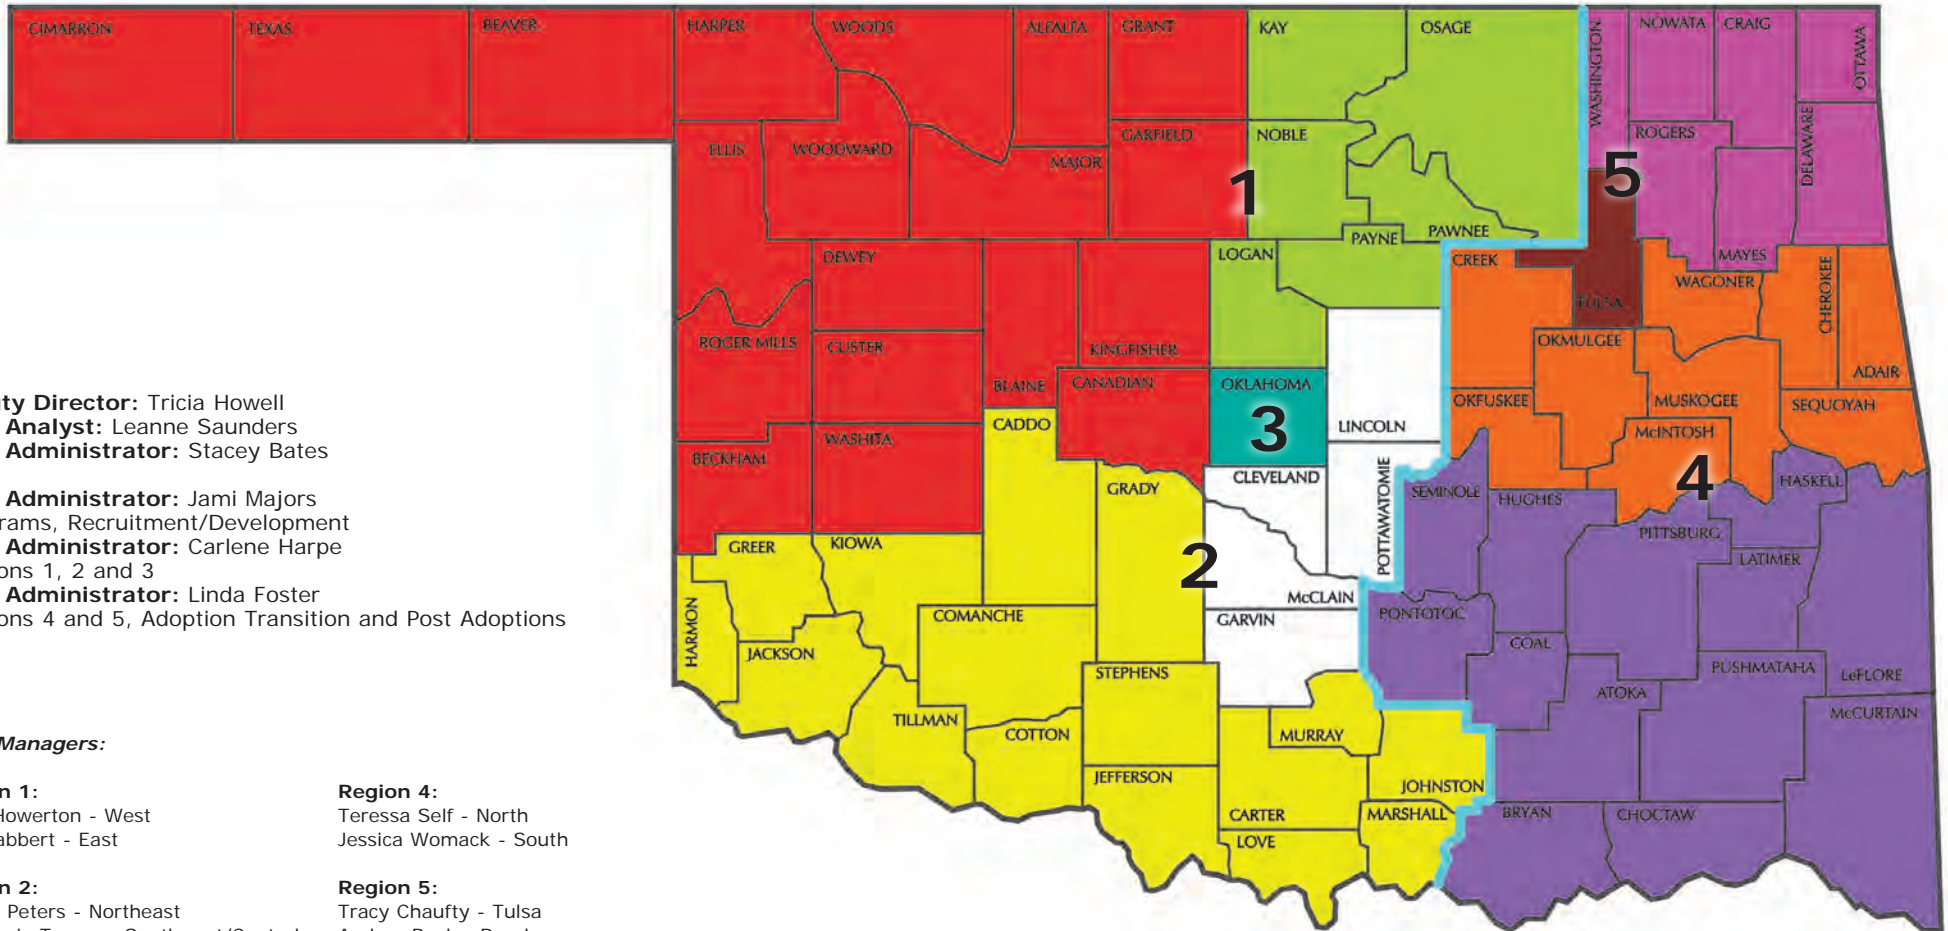 CIMARRON
TEXAS
BEAVER
HARPER
WOODS
ALFALFA
GRANT
KAY
OSAGE
WASHINGTON
NOWATA
CRAIG
OTTAWA
ELLIS
WOODWARD
MAJOR
GARFIELD
NOBLE
ROGERS
DELAWARE
1
5
DEWEY
LOGAN
PAYNE
PAWNEE
CREEK
MAYES
WAGONER
CHEROKEE
TULSA
ROGER MILLS
CUSTER
BLAINE
KINGFISHER
CANADIAN
OKLAHOMA
OKMULGEE
ADAIR
3
LINCOLN
OKFUSKEE
MUSKOGEE
SEQUOYAH
CADDO
WASHITA
BECKHAM
McINTOSH
4
CLEVELAND
POTTAWATOMIE
SEMINOLE
HUGHES
HASKELL
GRADY
GREER
KIOWA
2
PITTSBURG
LATIMER
McCLAIN
HARMON
COMANCHE
GARVIN
PONTOTOC
COAL
JACKSON
STEPHENS
ATOKA
PUSHMATAHA
LeFLORE
TILLMAN
COTTON
MURRAY
McCURTAIN
JEFFERSON
JOHNSTON
CARTER
MARSHALL
BRYAN
CHOCTAW
LOVE
ty Director: Tricia Howell
Analyst: Leanne Saunders
Administrator: Stacey Bates
Administrator: Jami Majors
rams, Recruitment/Development
Administrator: Carlene Harpe
ons 1, 2 and 3
Administrator: Linda Foster
ons 4 and 5, Adoption Transition and Post Adoptions
Managers:
n 1:
Howerton - West
abbert - East
n 2:
Peters - Northeast
Region 4:
Teressa Self - North
Jessica Womack - South
Region 5:
Tracy Chaufty - Tulsa